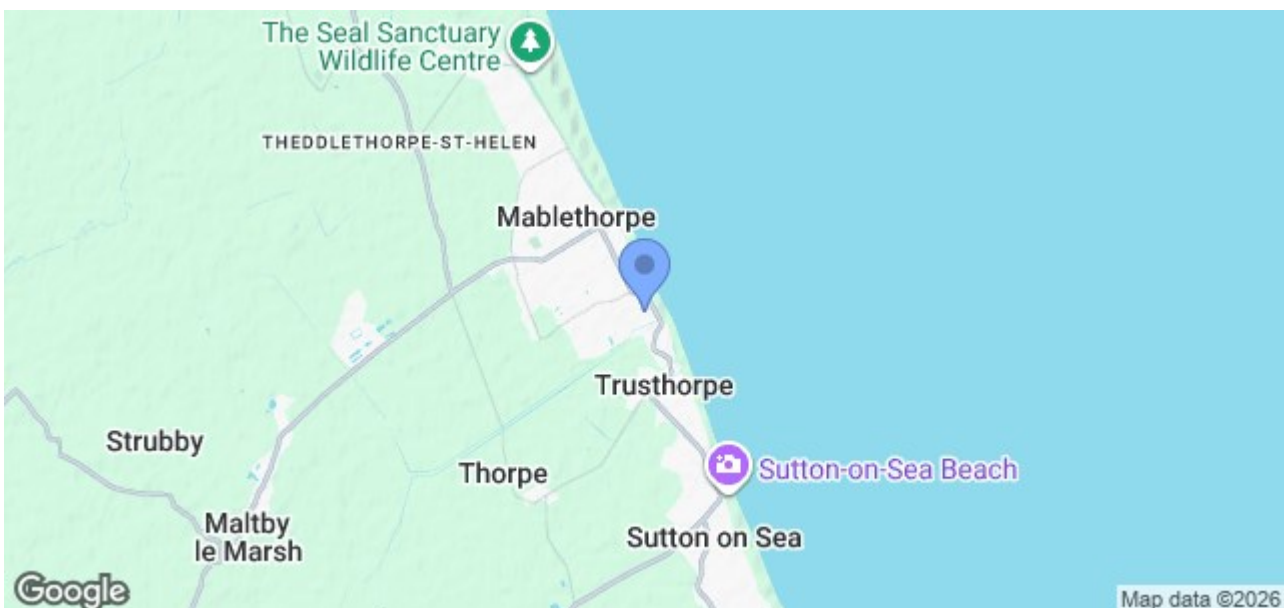 The Seal Sanctuary
Wildlife Centre
THEDDLETHORPE-ST-HELEN
Mablethorpe
Trusthorpe
Strubby
Thorpe
Sutton-on-Sea Beach
Maltby
le Marsh
Sutton on Sea
Google
Map data ©2026